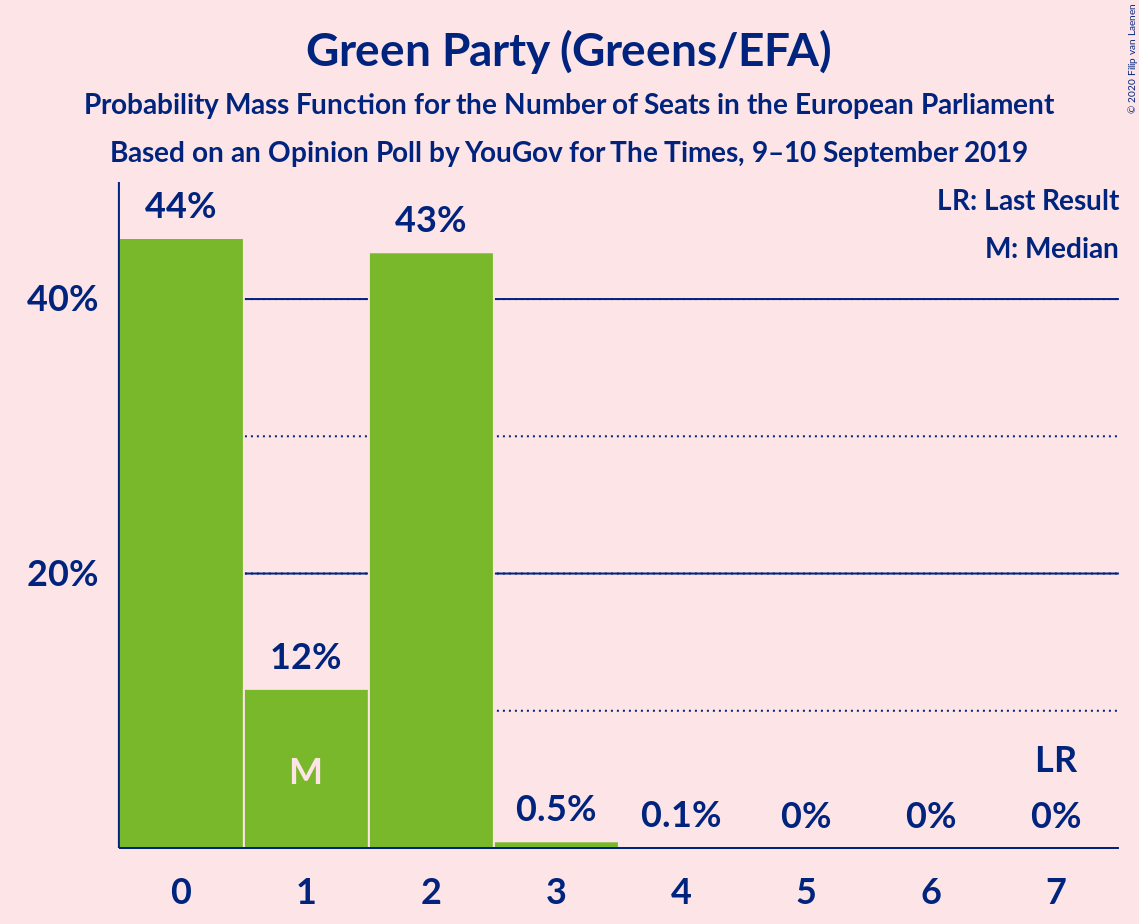 Green Party (Greens/EFA)
Probability Mass Function for the Number of Seats in the European Parliament
Based on an Opinion Poll by YouGov for The Times, 9–10 September 2019
© 2020 Filip van Laenen
LR: Last Result
M: Median
44%
43%
40%
20%
12%
M
LR
0.5%
0.1%
0%
0%
0%
0 1 2 3 4 5 6 7